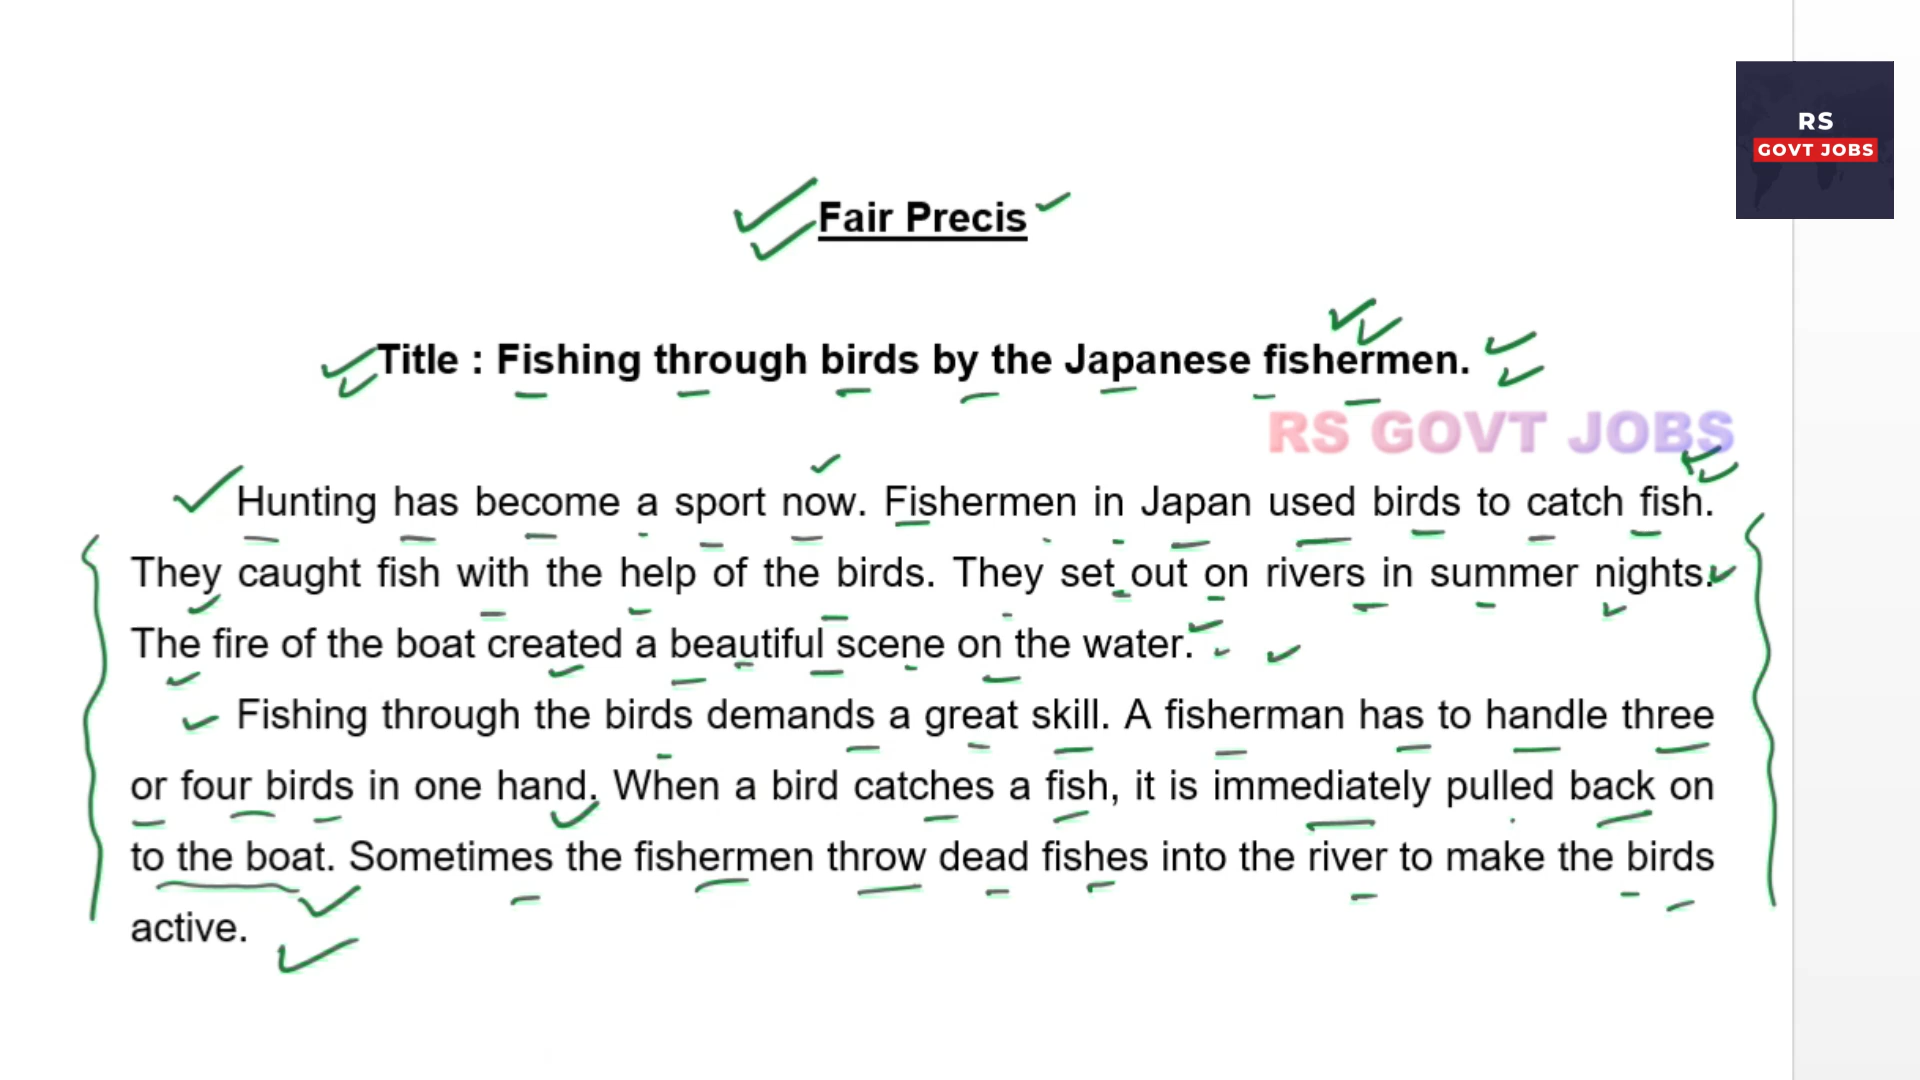 RS
GOVT JOBS
Fair Precis
Title : Fishing through birds by the Japanese fishermen.
RS GOVT JOBS
Hunting has become a sport now. Fishermen in Japan used birds to catch fish.
They caught fish with the help of the birds. They set out on rivers in summer nights.
The fire of the boat created a beautiful scene on the water.
Fishing through the birds demands a great skill. A fisherman has to handle three
or four birds in one hand. When a bird catches a fish, it is immediately pulled back on
to the boat. Sometimes the fishermen throw dead fishes into the river to make the birds
active.